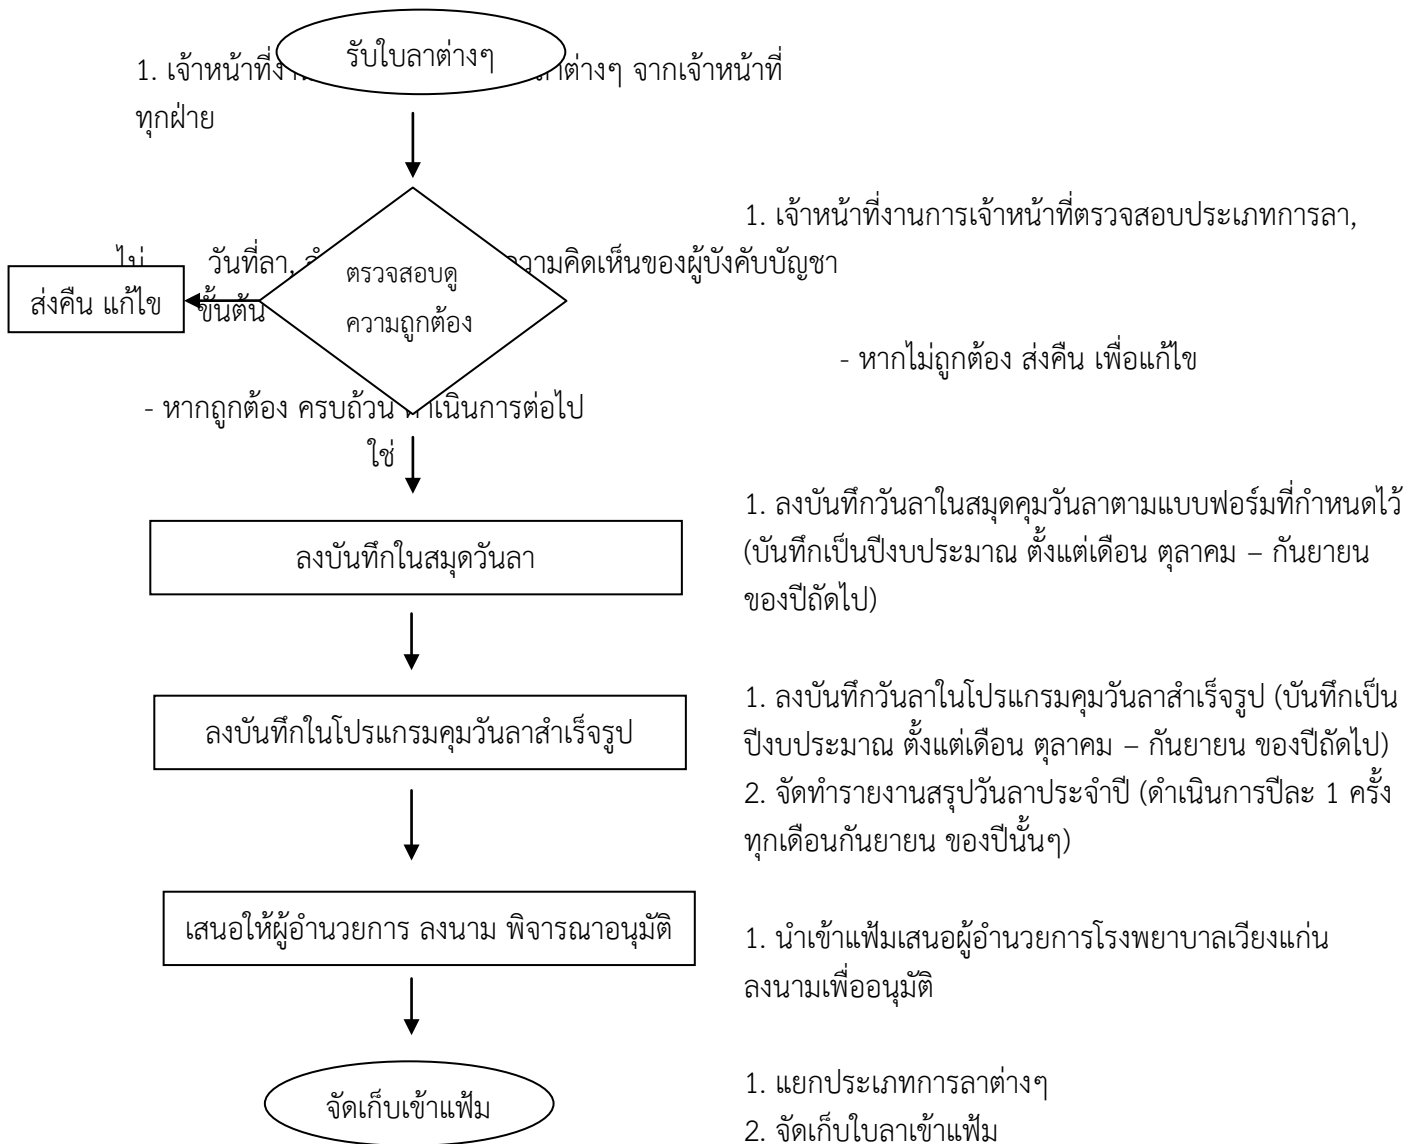 รับใบลาต่างๆ
1. เจ้าหน้าที่ง ต่างๆ จากเจ้าหน้าที่
ทุกฝ่าย
1. เจ้าหน้าที่งานการเจ้าหน้าที่ตรวจสอบประเภทการลา,
ไม่ วันที่ลา, ความคิดเห็นของผู้บังคับบัญชา
ตรวจสอบดู
ส่งคืน แก้ไข ขั้นต้น
ความถูกต้อง
- หากไม่ถูกต้อง ส่งคืน เพื่อแก้ไข
- หากถูกต้อง ครบถ้วน ดำเนินการต่อไป
ใช่
1. ลงบันทึกวันลาในสมุดคุมวันลาตามแบบฟอร์มที่กำหนดไว้
(บันทึกเป็นปีงบประมาณ ตั้งแต่เดือน ตุลาคม – กันยายน
ของปีถัดไป)
ลงบันทึกในสมุดวันลา
1. ลงบันทึกวันลาในโปรแกรมคุมวันลาสำเร็จรูป (บันทึกเป็น
ปีงบประมาณ ตั้งแต่เดือน ตุลาคม – กันยายน ของปีถัดไป)
2. จัดทำรายงานสรุปวันลาประจำปี (ดำเนินการปีละ 1 ครั้ง
ทุกเดือนกันยายน ของปีนั้นๆ)
ลงบันทึกในโปรแกรมคุมวันลาสำเร็จรูป
เสนอให้ผู้อำนวยการ ลงนาม พิจารณาอนุมัติ
1. นำเข้าแฟ้มเสนอผู้อำนวยการโรงพยาบาลเวียงแก่น
ลงนามเพื่ออนุมัติ
จัดเก็บเข้าแฟ้ม
1. แยกประเภทการลาต่างๆ
2. จัดเก็บใบลาเข้าแฟ้ม